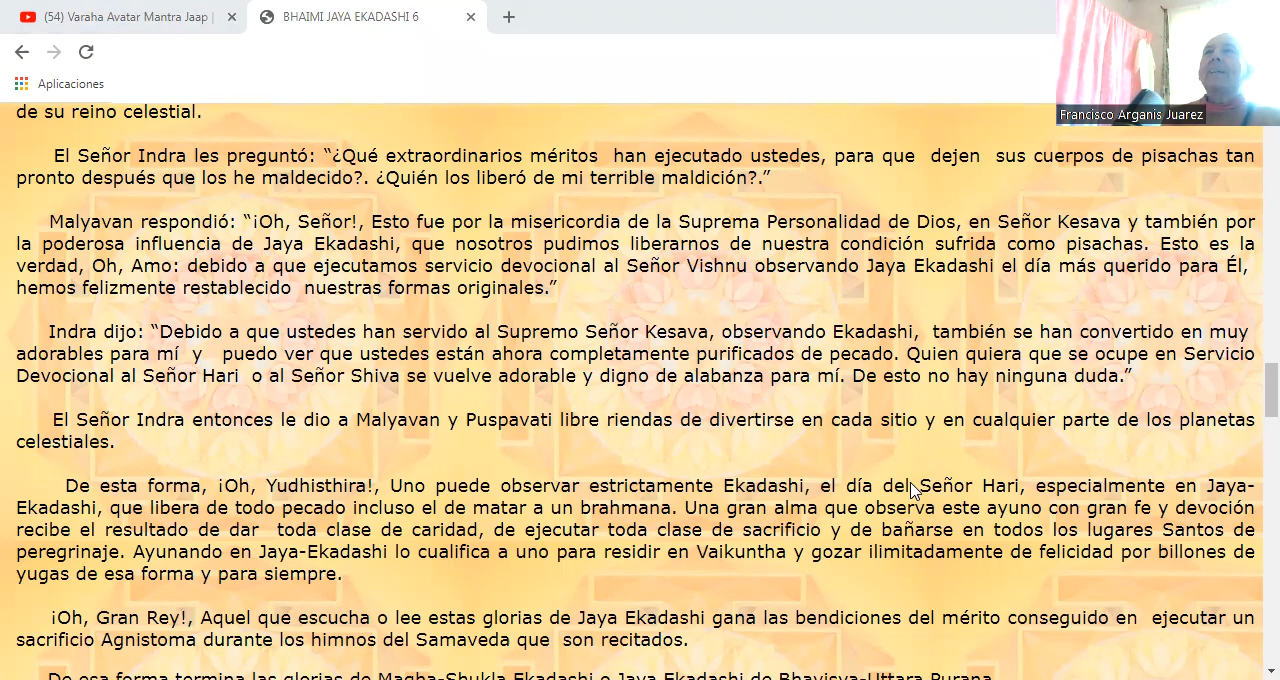 (54) Varaha Avatar Mantra Jaap |
BHAIMI JAYA EKADASHI 6
Aplicaciones
Francisco Arganis Juarez
de su reino celestial.
El Señor Indra les preguntó: “¿Qué extraordinarios méritos han ejecutado ustedes, para que dejen sus cuerpos de pisachas tan
pronto después que los he maldecido?. ¿Quién los liberó de mi terrible maldición?.”
Malyavan respondió: “¡Oh, Señor!, Esto fue por la misericordia de la Suprema Personalidad de Dios, en Señor Kesava y también por
la poderosa influencia de Jaya Ekadashi, que nosotros pudimos liberarnos de nuestra condición sufrida como pisachas. Esto es la
verdad, Oh, Amo: debido a que ejecutamos servicio devocional al Señor Vishnu observando Jaya Ekadashi el día más querido para Él,
hemos felizmente restablecido nuestras formas originales.”
Indra dijo: “Debido a que ustedes han servido al Supremo Señor Kesava, observando Ekadashi, también se han convertido en muy
adorables para mí y puedo ver que ustedes están ahora completamente purificados de pecado. Quien quiera que se ocupe en Servicio
Devocional al Señor Hari o al Señor Shiva se vuelve adorable y digno de alabanza para mí. De esto no hay ninguna duda.”
El Señor Indra entonces le dio a Malyavan y Puspavati libre riendas de divertirse en cada sitio y en cualquier parte de los planetas
celestiales.
De esta forma, ¡Oh, Yudhisthira!, Uno puede observar estrictamente Ekadashi, el día del Señor Hari, especialmente en Jaya-
Ekadashi, que libera de todo pecado incluso el de matar a un brahmana. Una gran alma que observa este ayuno con gran fe y devoción
recibe el resultado de dar toda clase de caridad, de ejecutar toda clase de sacrificio y de bañarse en todos los lugares Santos de
peregrinaje. Ayunando en Jaya-Ekadashi lo cualifica a uno para residir en Vaikuntha y gozar ilimitadamente de felicidad por billones de
yugas de esa forma y para siempre.
¡Oh, Gran Rey!, Aquel que escucha o lee estas glorias de Jaya Ekadashi gana las bendiciones del mérito conseguido en ejecutar un
sacrificio Agnistoma durante los himnos del Samaveda que son recitados.
De esa forma termina las glorias de Magha-Shukla Ekadashi o Jaya Ekadashi de Bhavisya-Uttara Purana